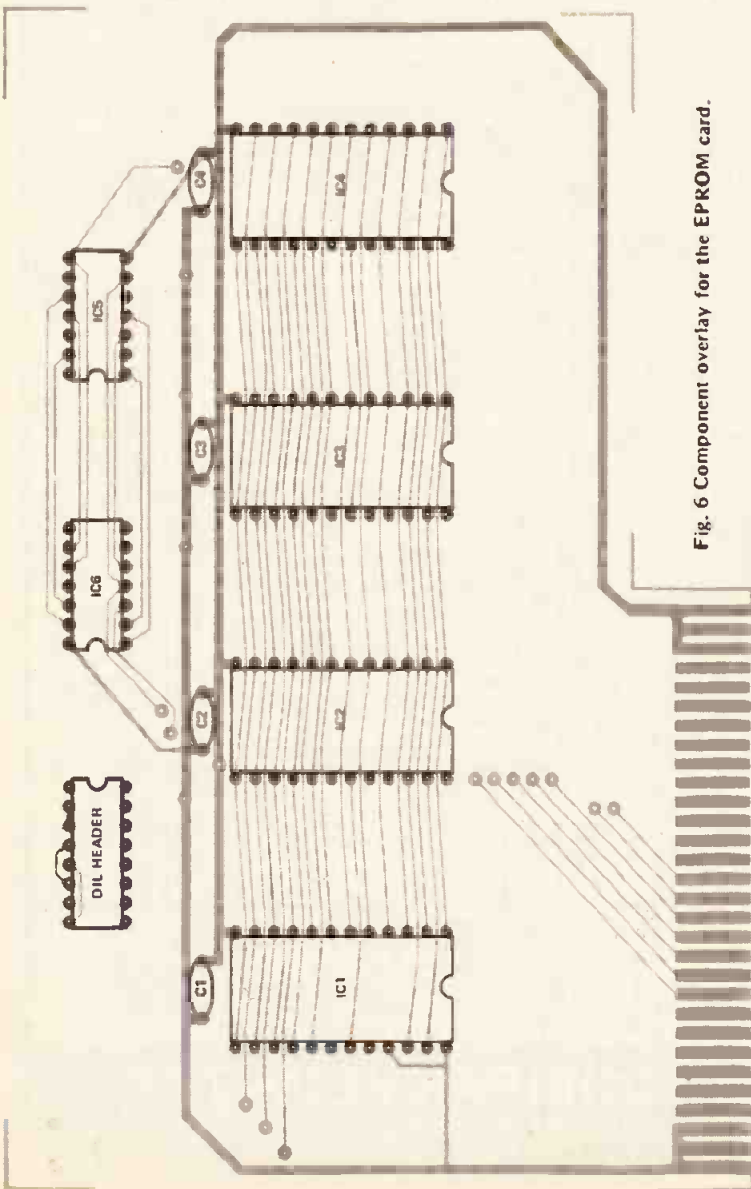 C4
IC4
IC5
C3
IC3
IC6
C2
IC2
DIL HEADER
C1
IC1
Fig. 6 Component overlay for the EPROM card.